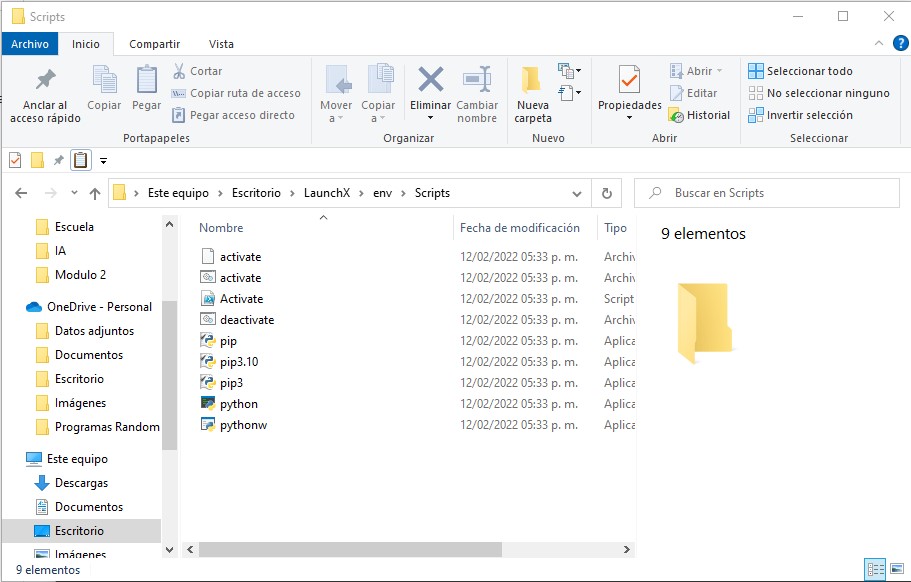 Scripts
Archivo Inicio Compartir Vista
?
Anclar al
acceso rápido
Copiar
Pegar
Cortar
Copiar ruta de acceso
Pegar acceso directo
Portapapeles
Mover
a
Copiar
a
Eliminar
Cambiar
nombre
Organizar
Nueva
carpeta
Nuevo
Propiedades
Abrir
Editar
Historial
Abrir
Seleccionar todo
No seleccionar ninguno
Invertir selección
Seleccionar
Este equipo > Escritorio > LaunchX > env > Scripts
Buscar en Scripts
Escuela
IA
Modulo 2
OneDrive - Personal
Datos adjuntos
Documentos
Escritorio
Imágenes
Programas Random
Este equipo
Descargas
Documentos
Escritorio
Imágenes
Nombre Fecha de modificación Tipo
activate 12/02/2022 05:33 p. m. Archiv
activate 12/02/2022 05:33 p. m. Archiv
Activate 12/02/2022 05:33 p. m. Script
deactivate 12/02/2022 05:33 p. m. Archiv
pip 12/02/2022 05:33 p. m. Aplica
pip3.10 12/02/2022 05:33 p. m. Aplica
pip3 12/02/2022 05:33 p. m. Aplica
python 12/02/2022 05:33 p. m. Aplica
pythonw 12/02/2022 05:33 p. m. Aplica
9 elementos
9 elementos